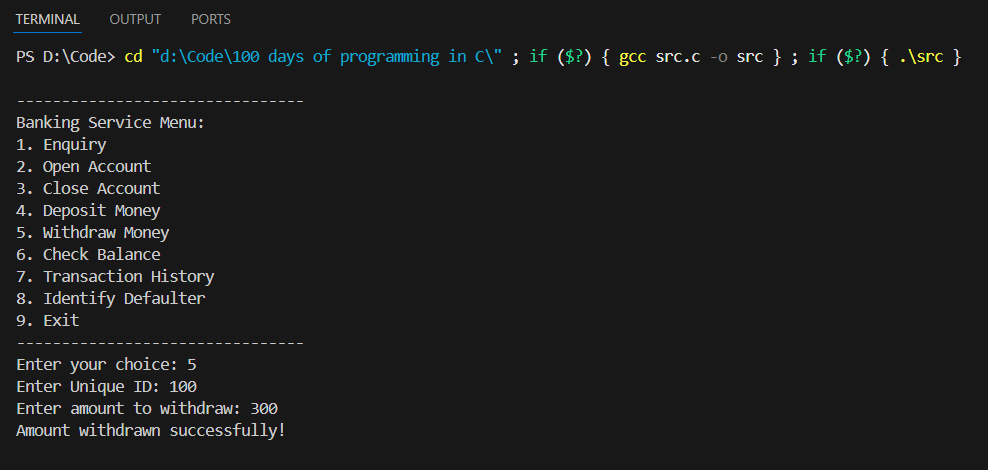 TERMINAL OUTPUT PORTS
PS D:\Code> cd "d:\Code\100 days of programming in C\" ; if ($?) { gcc src.c -o src } ; if ($?) { .\src }
--------------------------------
Banking Service Menu:
1. Enquiry
2. Open Account
3. Close Account
4. Deposit Money
5. Withdraw Money
6. Check Balance
7. Transaction History
8. Identify Defaulter
9. Exit
--------------------------------
Enter your choice: 5
Enter Unique ID: 100
Enter amount to withdraw: 300
Amount withdrawn successfully!